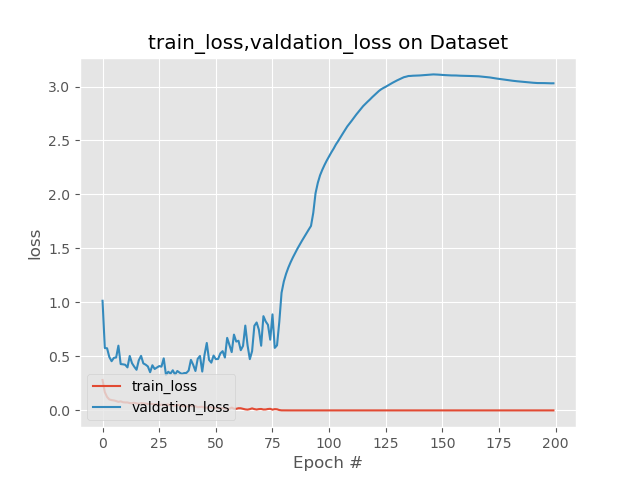 train_loss,valdation_loss on Dataset
3.0
2.5
2.0
1.5
1.0
0.5
0.0
loss
train_loss
valdation_loss
0 25 50 75 100 125 150 175 200
Epoch #